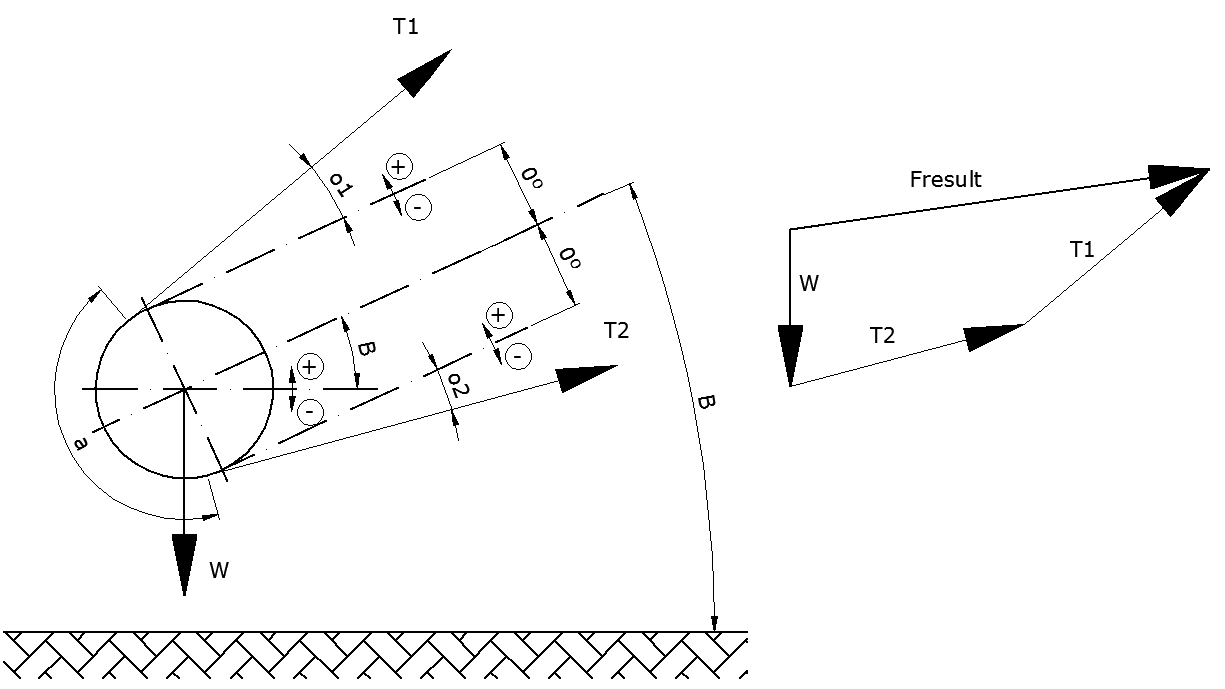 T1
+
-
o1
0º
0º
+
-
T2
B
+
-
o2
B
a
W
Fresult
T1
W
T2